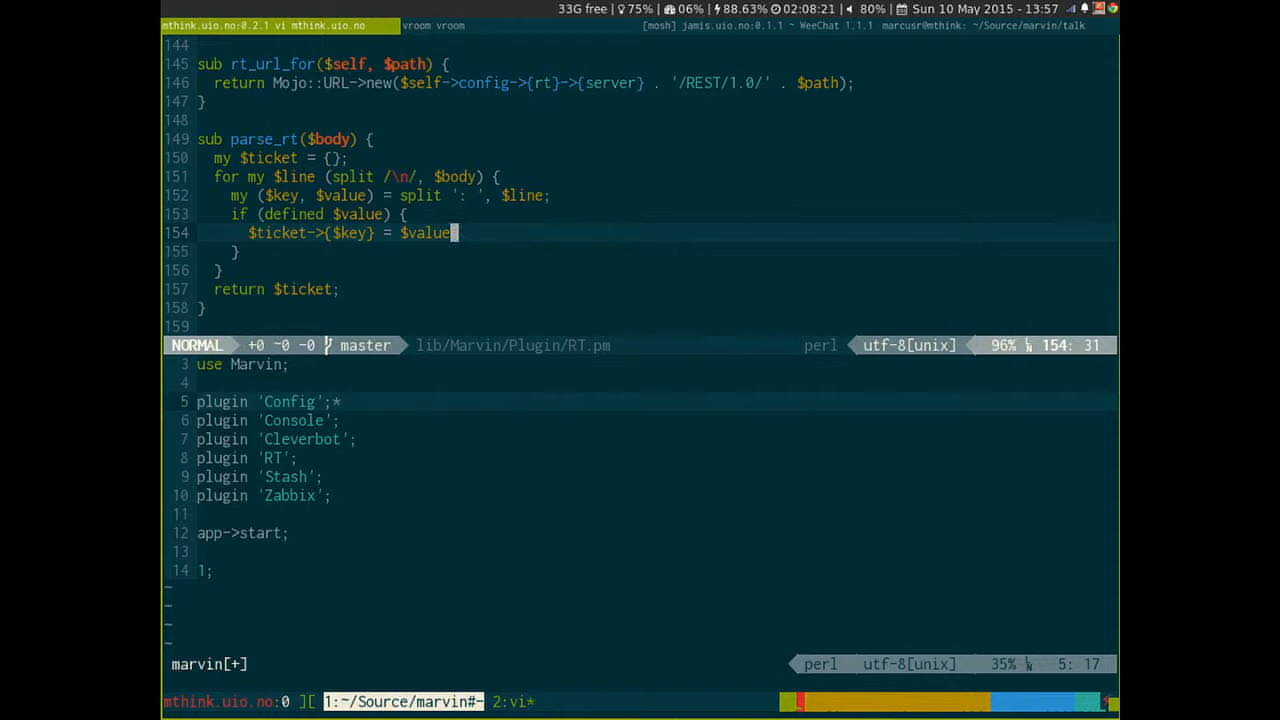 33G free | 75% | 06% | 88.63% 02:08:21 | 80% | Sun 10 May 2015 - 13:57
mthink.uio.no:0.2.1 vi mthink.uio.no vroom vroom [mosh] jamis.uio.no:0.1.1 ~ WeeChat 1.1.1 marcusr@mthink: ~/Source/marvin/talk
144
145 sub rt_url_for($self, $path) {
146   return Mojo::URL->new($self->config->{rt}->{server} . '/REST/1.0/' . $path);
147 }
148
149 sub parse_rt($body) {
150   my $ticket = {};
151   for my $line (split /\n/, $body) {
152     my ($key, $value) = split ': ', $line;
153     if (defined $value) {
154       $ticket->{$key} = $value
155     }
156   }
157   return $ticket;
158 }
159
NORMAL +0 ~0 -0 master lib/Marvin/Plugin/RT.pm perl utf-8[unix] 96% 154: 31
3 use Marvin;
4
5 plugin 'Config';*
6 plugin 'Console';
7 plugin 'Cleverbot';
8 plugin 'RT';
9 plugin 'Stash';
10 plugin 'Zabbix';
11
12 app->start;
13
14 1;
~
~
~
~
marvin[+] perl utf-8[unix] 35% 5: 17
mthink.uio.no:0 ][ 1:~/Source/marvin#- 2:vi*